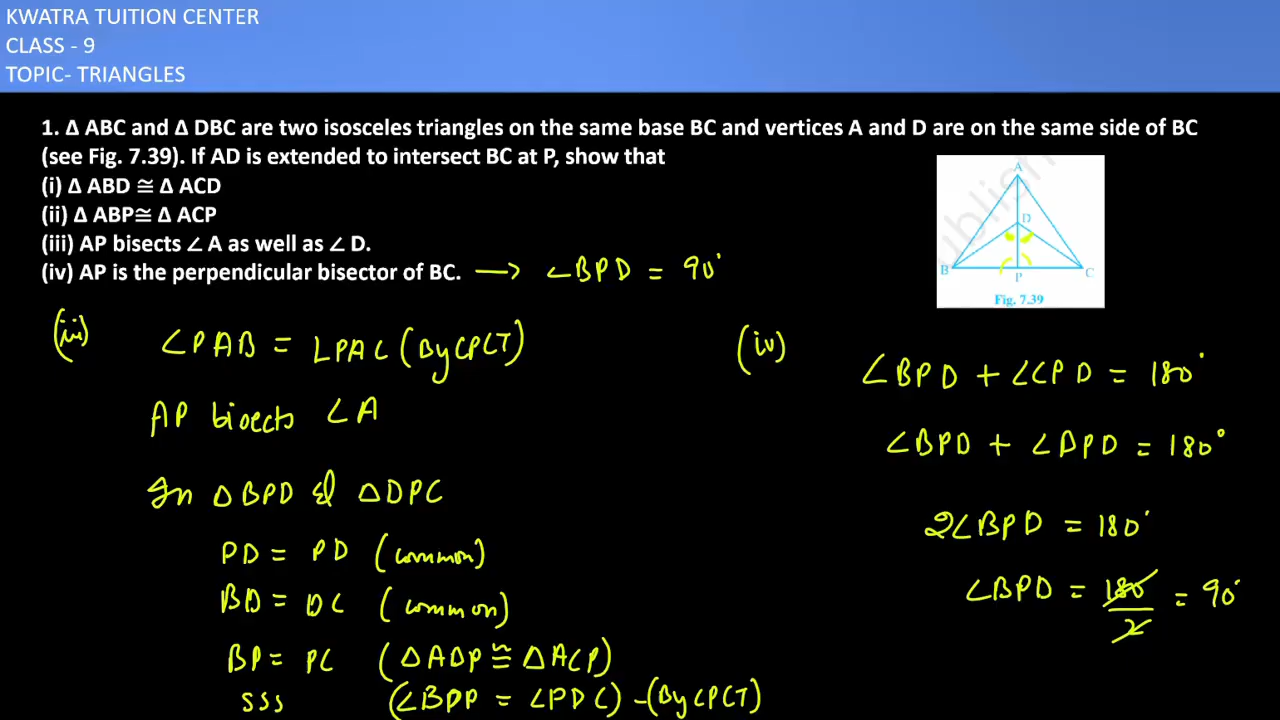 KWATRA TUITION CENTER
CLASS - 9
TOPIC- TRIANGLES
1. Δ ABC and Δ DBC are two isosceles triangles on the same base BC and vertices A and D are on the same side of BC
(see Fig. 7.39). If AD is extended to intersect BC at P, show that
(i) Δ ABD ≅ Δ ACD
(ii) Δ ABP≅ Δ ACP
(iii) AP bisects ∠ A as well as ∠ D.
(iv) AP is the perpendicular bisector of BC. → ∠BPD = 90°
A
D
B
P
C
Fig. 7.39
(iii)
∠PAB = ∠PAC (By CPCT)
AP bisects ∠A
In △BPD & △DPC
PD = PD (common)
BD = DC (common)
BP = PC (△ABP ≅ △ACP)
SSS (∠BDP = ∠PDC) - (By CPCT)
(iv)
∠BPD + ∠CPD = 180°
∠BPD + ∠DPD = 180°
2∠BPD = 180°
∠BPD = 180/2 = 90°